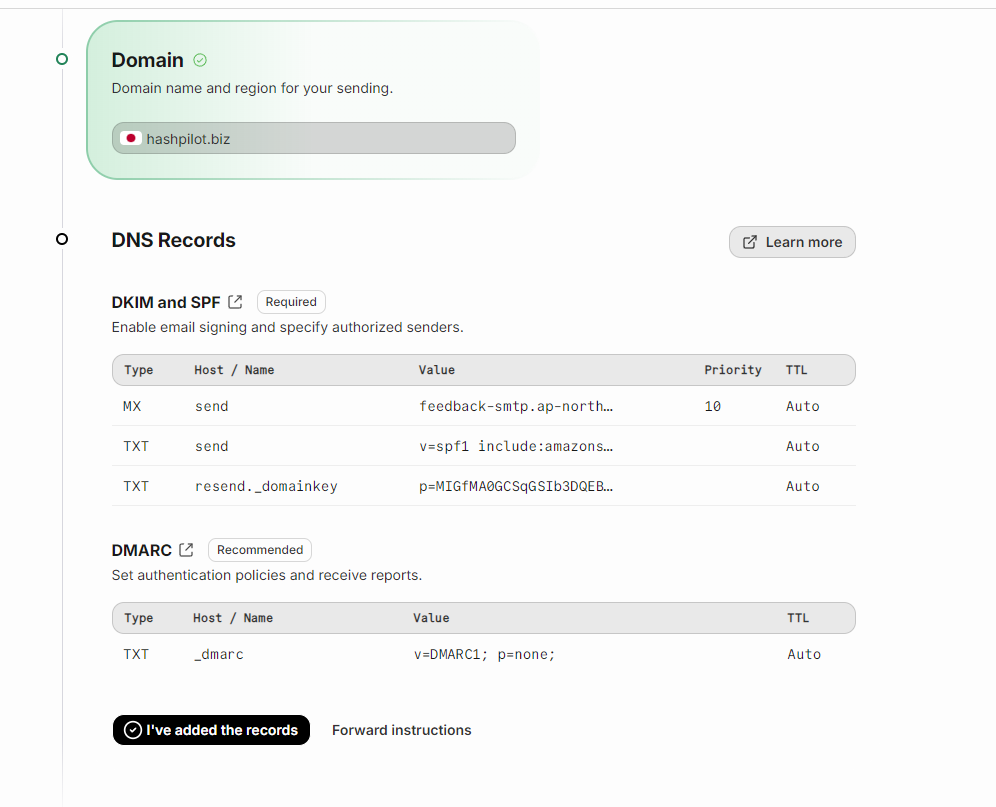 Domain
Domain name and region for your sending.
hashpilot.biz
DNS Records
Learn more
DKIM and SPF Required
Enable email signing and specify authorized senders.
Type Host / Name Value Priority TTL
MX send feedback-smtp.ap-north… 10 Auto
TXT send v=spf1 include:amazons… Auto
TXT resend._domainkey p=MIGfMA0GCSqGSIb3DQEB… Auto
DMARC Recommended
Set authentication policies and receive reports.
Type Host / Name Value TTL
TXT _dmarc v=DMARC1; p=none; Auto
I've added the records Forward instructions